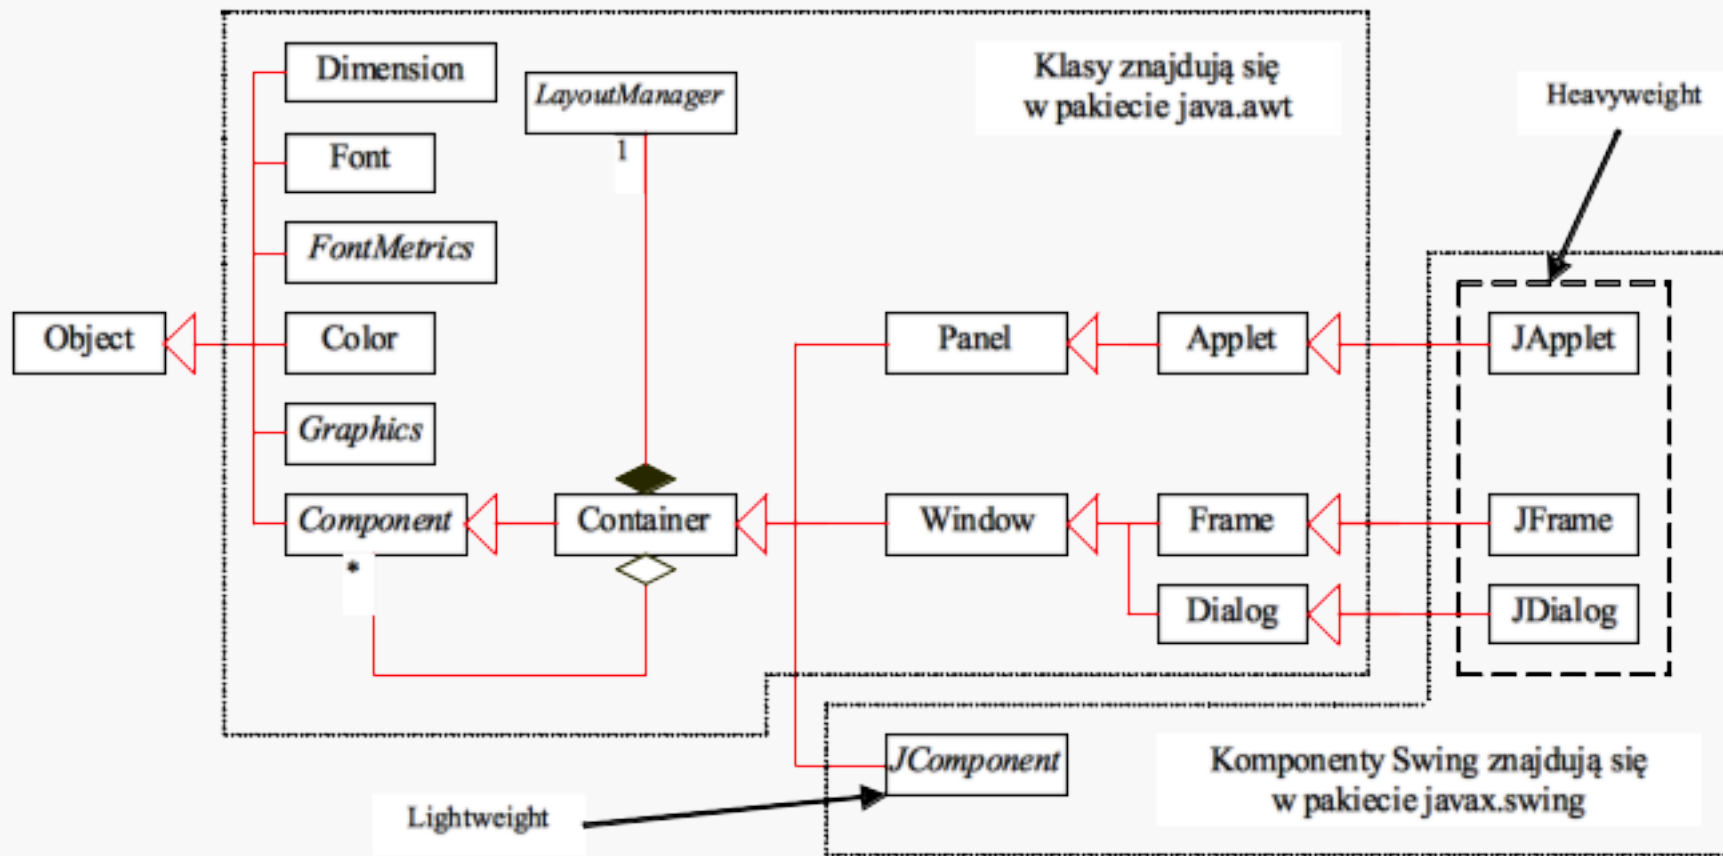 Dimension
LayoutManager
Klasy znajdują się
w pakiecie java.awt
Heavyweight
1
Font
FontMetrics
Object
Color
Panel
Applet
JApplet
Graphics
Component
Container
Window
Frame
JFrame
*
Dialog
JDialog
JComponent
Komponenty Swing znajdują się
w pakiecie javax.swing
Lightweight